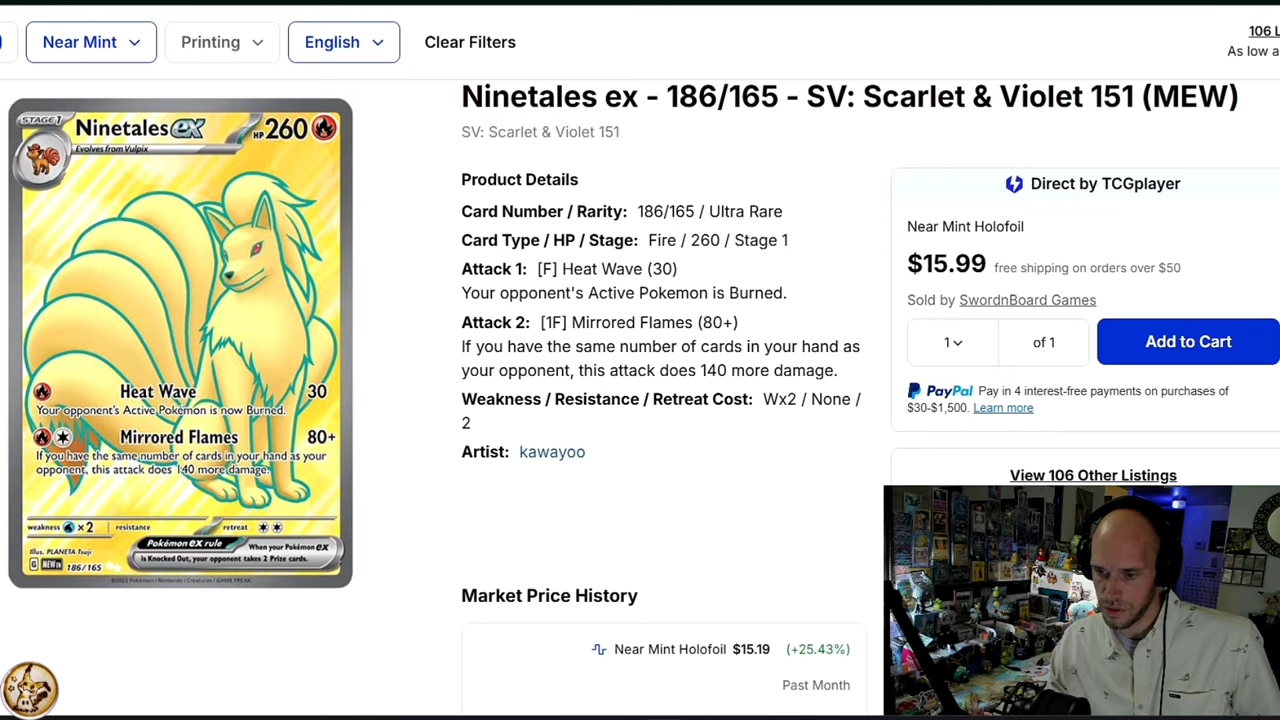 Near Mint
Printing
English
Clear Filters
106 L
As low a
Ninetales ex - 186/165 - SV: Scarlet & Violet 151 (MEW)
SV: Scarlet & Violet 151
STAGE 1
Ninetales ex
HP 260
Evolves from Vulpix
Heat Wave 30
Your opponent's Active Pokémon is now Burned.
Mirrored Flames 80+
If you have the same number of cards in your hand as your
opponent, this attack does 140 more damage.
weakness ×2 resistance retreat
Pokémon ex rule When your Pokémon ex
is Knocked Out, your opponent takes 2 Prize cards.
Illus. PLANETA Tsuji
G MEW EN 186/165
©2023 Pokémon / Nintendo / Creatures / GAME FREAK
Product Details
Card Number / Rarity: 186/165 / Ultra Rare
Card Type / HP / Stage: Fire / 260 / Stage 1
Attack 1: [F] Heat Wave (30)
Your opponent's Active Pokemon is Burned.
Attack 2: [1F] Mirrored Flames (80+)
If you have the same number of cards in your hand as
your opponent, this attack does 140 more damage.
Weakness / Resistance / Retreat Cost: Wx2 / None /
2
Artist: kawayoo
Direct by TCGplayer
Near Mint Holofoil
$15.99 free shipping on orders over $50
Sold by SwordnBoard Games
1 of 1
Add to Cart
PayPal Pay in 4 interest-free payments on purchases of
$30-$1,500. Learn more
View 106 Other Listings
Market Price History
Near Mint Holofoil $15.19 (+25.43%)
Past Month